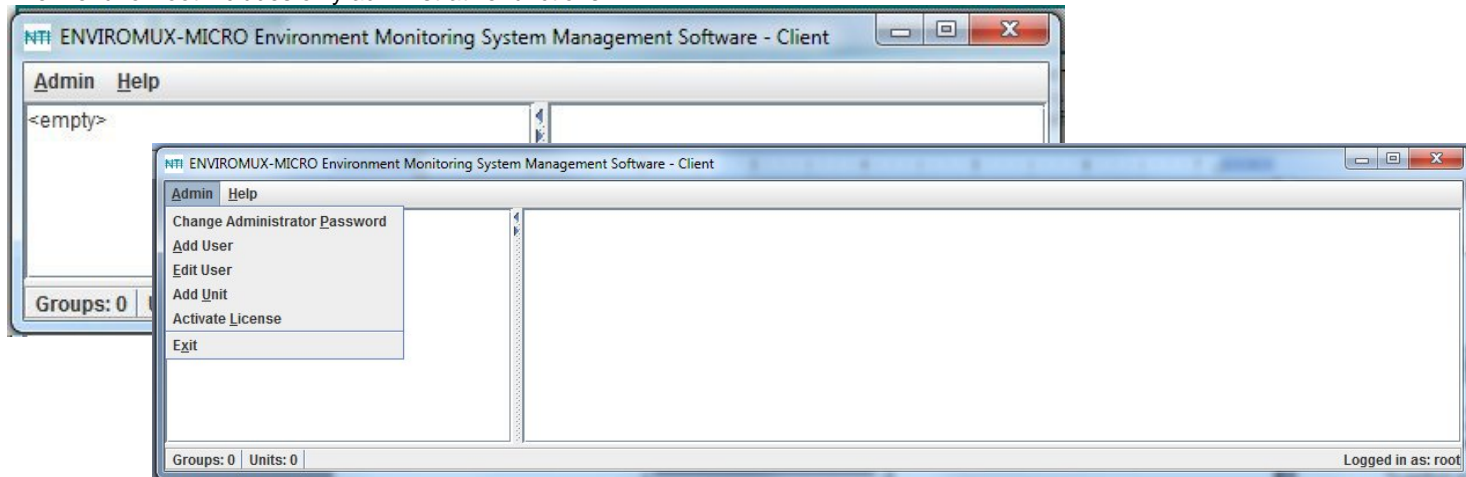 NTI ENVIROMUX-MICRO Environment Monitoring System Management Software - Client
Admin Help
<empty>
Groups: 0
NTI ENVIROMUX-MICRO Environment Monitoring System Management Software - Client
Admin Help
Change Administrator Password
Add User
Edit User
Add Unit
Activate License
Exit
Groups: 0 Units: 0 Logged in as: root